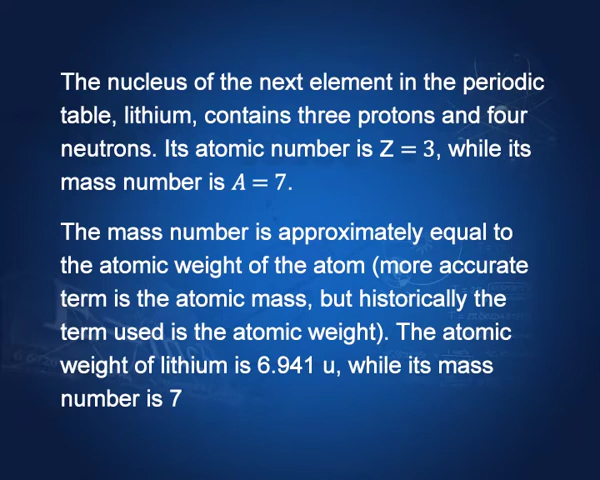 The nucleus of the next element in the periodic
table, lithium, contains three protons and four
neutrons. Its atomic number is Z = 3, while its
mass number is A = 7.
The mass number is approximately equal to
the atomic weight of the atom (more accurate
term is the atomic mass, but historically the
term used is the atomic weight). The atomic
weight of lithium is 6.941 u, while its mass
number is 7